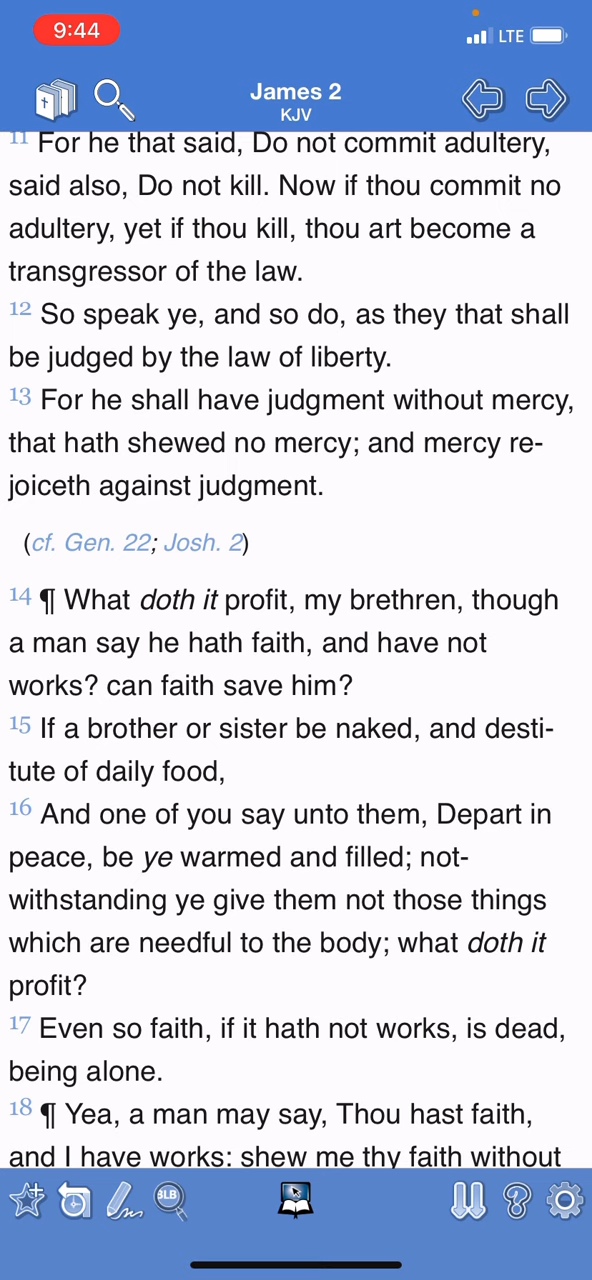 9:44
LTE
James 2
KJV
11 For he that said, Do not commit adultery,
said also, Do not kill. Now if thou commit no
adultery, yet if thou kill, thou art become a
transgressor of the law.
12 So speak ye, and so do, as they that shall
be judged by the law of liberty.
13 For he shall have judgment without mercy,
that hath shewed no mercy; and mercy re-
joiceth against judgment.
(cf. Gen. 22; Josh. 2)
14 ¶ What doth it profit, my brethren, though
a man say he hath faith, and have not
works? can faith save him?
15 If a brother or sister be naked, and desti-
tute of daily food,
16 And one of you say unto them, Depart in
peace, be ye warmed and filled; not-
withstanding ye give them not those things
which are needful to the body; what doth it
profit?
17 Even so faith, if it hath not works, is dead,
being alone.
18 ¶ Yea, a man may say, Thou hast faith,
and I have works: shew me thy faith without
BLB